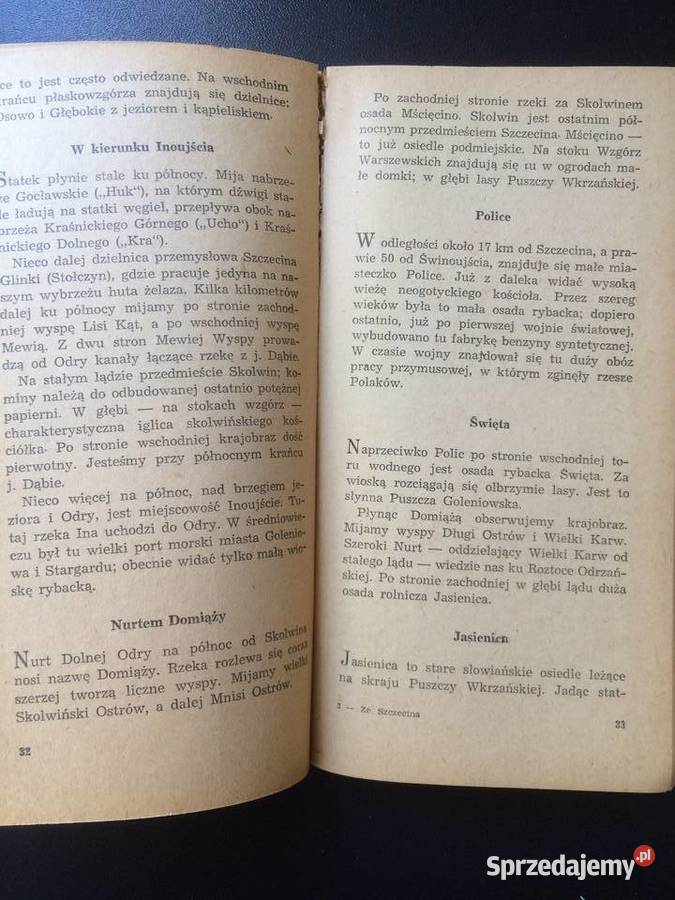 ce to jest często odwiedzane. Na wschodnim
krańcu płaskowzgórza znajdują się dzielnice:
Osowo i Głębokie z jeziorem i kąpieliskiem.
W kierunku Inoujścia
Statek płynie stale ku północy. Mija nabrze-
że Gocławskie („Huk"), na którym dźwigi sta-
le ładują na statki węgiel, przepływa obok na-
brzeża Kraśnickiego Górnego („Ucho") i Kraś-
nickiego Dolnego („Kra").
Nieco dalej dzielnica przemysłowa Szczecina
Glinki (Stołczyn), gdzie pracuje jedyna na na-
szym wybrzeżu huta żelaza. Kilka kilometrów
dalej ku północy mijamy po stronie zachod-
niej wyspę Lisi Kąt, a po wschodniej wyspę
Mewią. Z dwu stron Mewiej Wyspy prowa-
dzą od Odry kanały łączące rzekę z j. Dąbie.
Na stałym lądzie przedmieście Skolwin; ko-
miny należą do odbudowanej ostatnio potężnej
papierni. W głębi — na stokach wzgórz —
charakterystyczna iglica skolwińskiego koś-
ciółka. Po stronie wschodniej krajobraz dość
pierwotny. Jesteśmy przy północnym krańcu
j. Dąbie.
Nieco więcej na północ, nad brzegiem je-
ziora i Odry, jest miejscowość Inoujście. Tu-
taj rzeka Ina uchodzi do Odry. W średniowie-
czu był tu wielki port morski miasta Golenio-
wa i Stargardu; obecnie widać tylko małą wio-
skę rybacką.
Nurtem Domiąży
Nurt Dolnej Odry na północ od Skolwina
nosi nazwę Domiąży. Rzeka rozlewa się coraz
szerzej tworzą liczne wyspy. Mijamy wielki
Skolwiński Ostrów, a dalej Mnisi Ostrów.
32
Po zachodniej stronie rzeki za Skolwinem
osada Mścięcino. Skolwin jest ostatnim pół-
nocnym przedmieściem Szczecina. Mścięcino —
to już osiedle podmiejskie. Na stoku Wzgórz
Warszewskich znajdują się tu w ogrodach ma-
łe domki; w głębi lasy Puszczy Wkrzańskiej.
Police
W odległości około 17 km od Szczecina, a pra-
wie 50 od Świnoujścia, znajduje się małe mia-
steczko Police. Już z daleka widać wysoką
wieżę neogotyckiego kościoła. Przez szereg
wieków była to mała osada rybacka; dopiero
ostatnio, już po pierwszej wojnie światowej,
wybudowano tu fabrykę benzyny syntetycznej.
W czasie wojny znajdował się tu duży obóz
pracy przymusowej, w którym zginęły rzesze
Polaków.
Święta
Naprzeciwko Polic po stronie wschodniej to-
ru wodnego jest osada rybacka Święta. Za
wioską rozciągają się olbrzymie lasy. Jest to
słynna Puszcza Goleniowska.
Płynąc Domiążą obserwujemy krajobraz.
Mijamy wyspy Długi Ostrów i Wielki Karw.
Szeroki Nurt — oddzielający Wielki Karw od
stałego lądu — wiedzie nas ku Roztoce Odrzań-
skiej. Po stronie zachodniej w głębi lądu duża
osada rolnicza Jasienica.
Jasienica
Jasienica to stare słowiańskie osiedle leżące
na skraju Puszczy Wkrzańskiej. Jadąc stat-
3 — Ze Szczecina
33
Sprzedajemy.pl